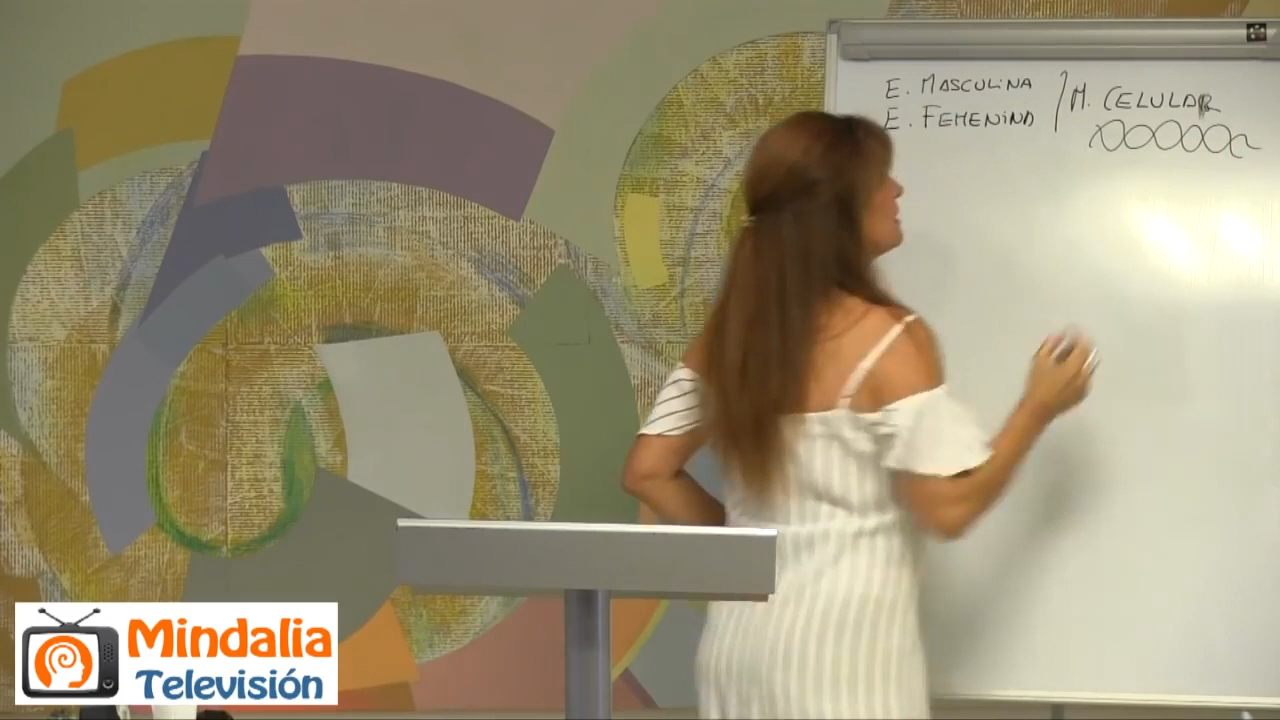 E. MASCULINA
E. FEMENINA
M. CELULAR
Mindalia
Televisión